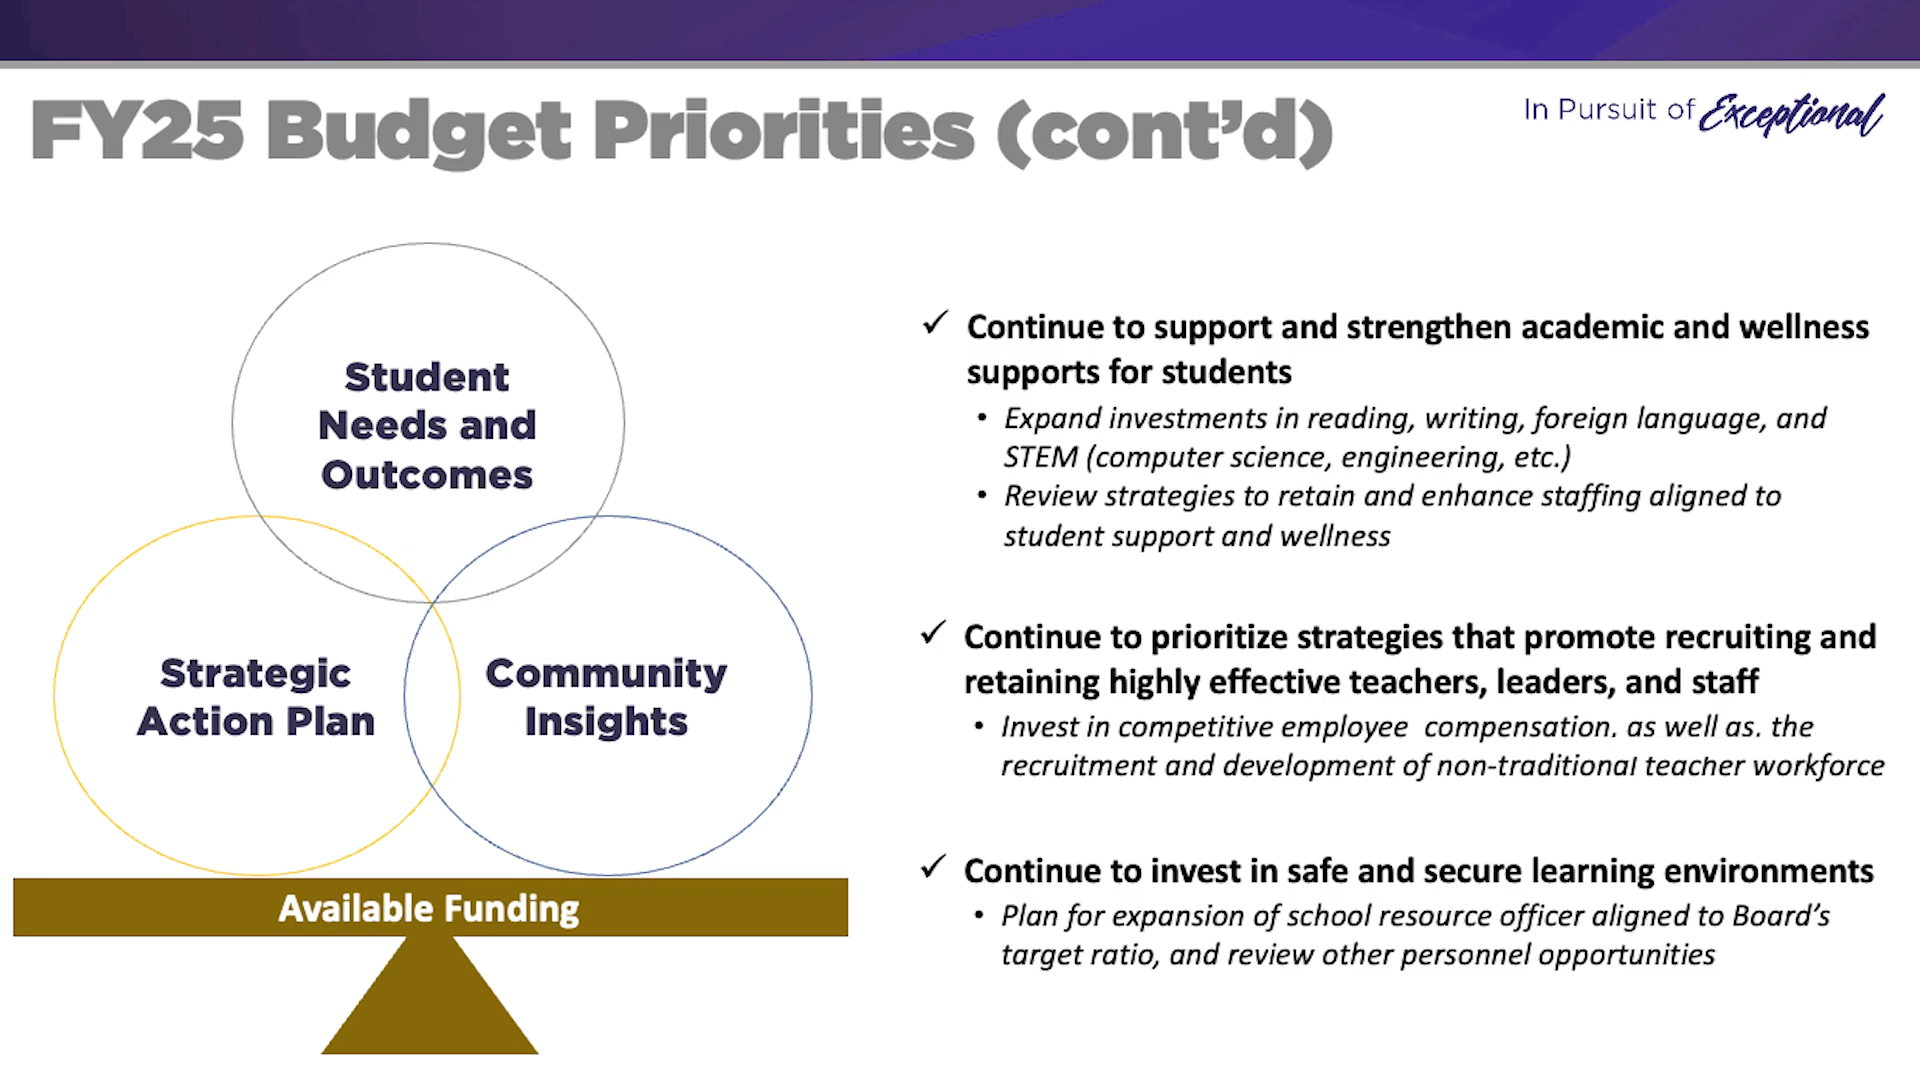 FY25 Budget Priorities (cont’d)
In Pursuit of Exceptional
Student
Needs and
Outcomes
Strategic
Action Plan
Community
Insights
Available Funding
✓ Continue to support and strengthen academic and wellness
supports for students
• Expand investments in reading, writing, foreign language, and
STEM (computer science, engineering, etc.)
• Review strategies to retain and enhance staffing aligned to
student support and wellness
✓ Continue to prioritize strategies that promote recruiting and
retaining highly effective teachers, leaders, and staff
• Invest in competitive employee compensation, as well as, the
recruitment and development of non-traditional teacher workforce
✓ Continue to invest in safe and secure learning environments
• Plan for expansion of school resource officer aligned to Board’s
target ratio, and review other personnel opportunities